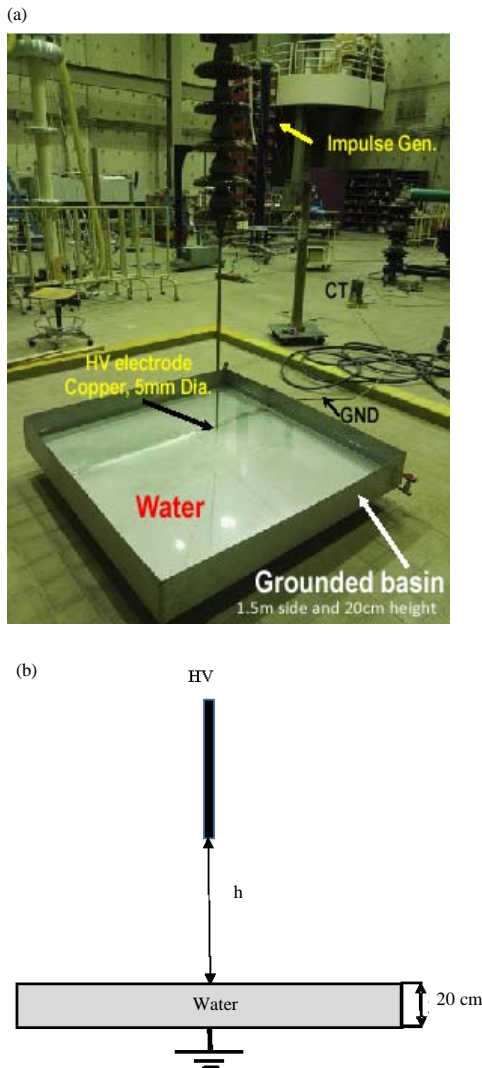 (a)
Impulse Gen.
CT
HV electrode
Copper, 5mm Dia.
GND
Water
Grounded basin
1.5m side and 20cm height
(b)
HV
h
Water
20 cm